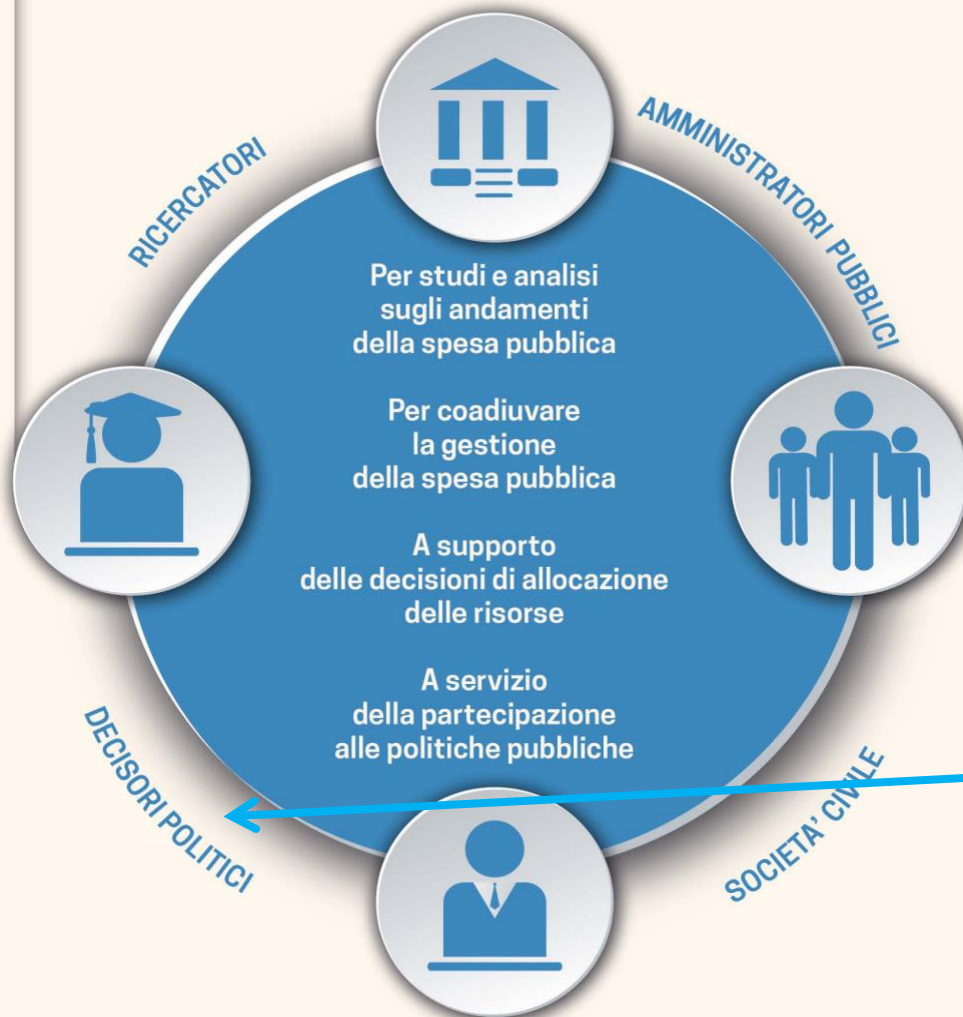 RICERCATORI
AMMINISTRATORI PUBBLICI
Per studi e analisi
sugli andamenti
della spesa pubblica
Per coadiuvare
la gestione
della spesa pubblica
A supporto
delle decisioni di allocazione
delle risorse
A servizio
della partecipazione
alle politiche pubbliche
DECISORI POLITICI
SOCIETA' CIVILE